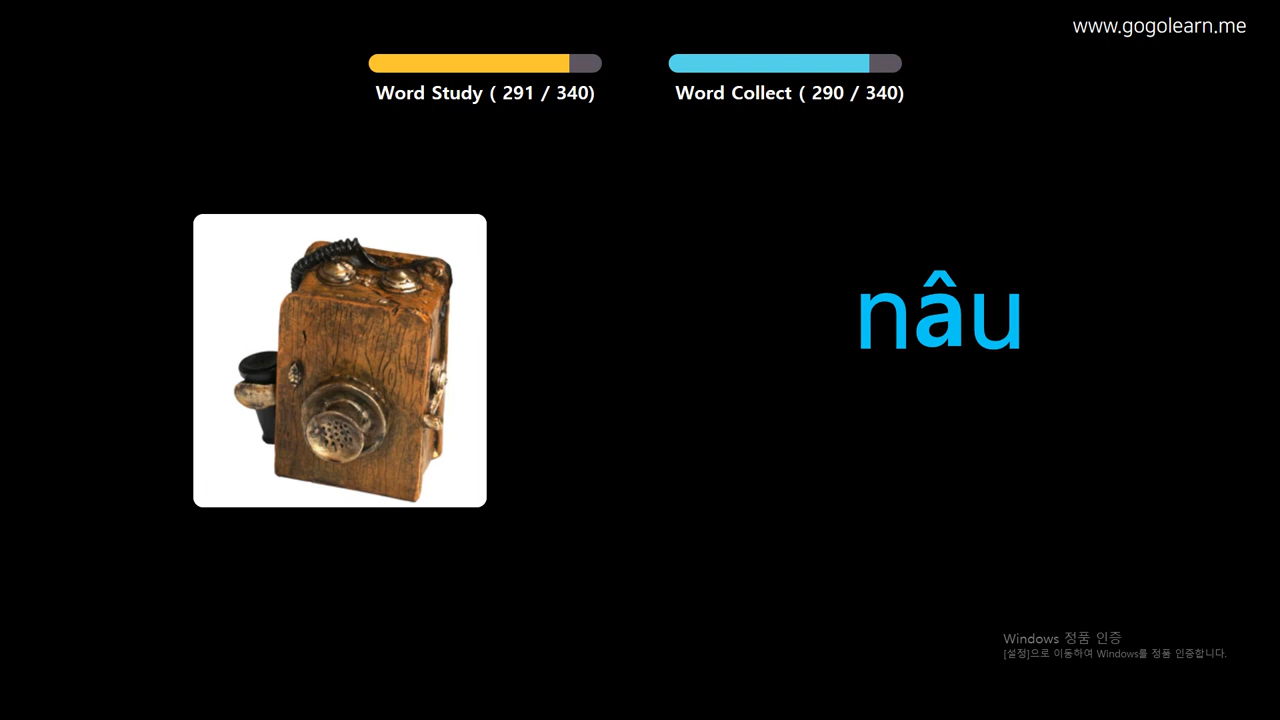 www.gogolearn.me
Word Study ( 291 / 340)
Word Collect ( 290 / 340)
nâu
Windows 정품 인증
[설정]으로 이동하여 Windows를 정품 인증합니다.